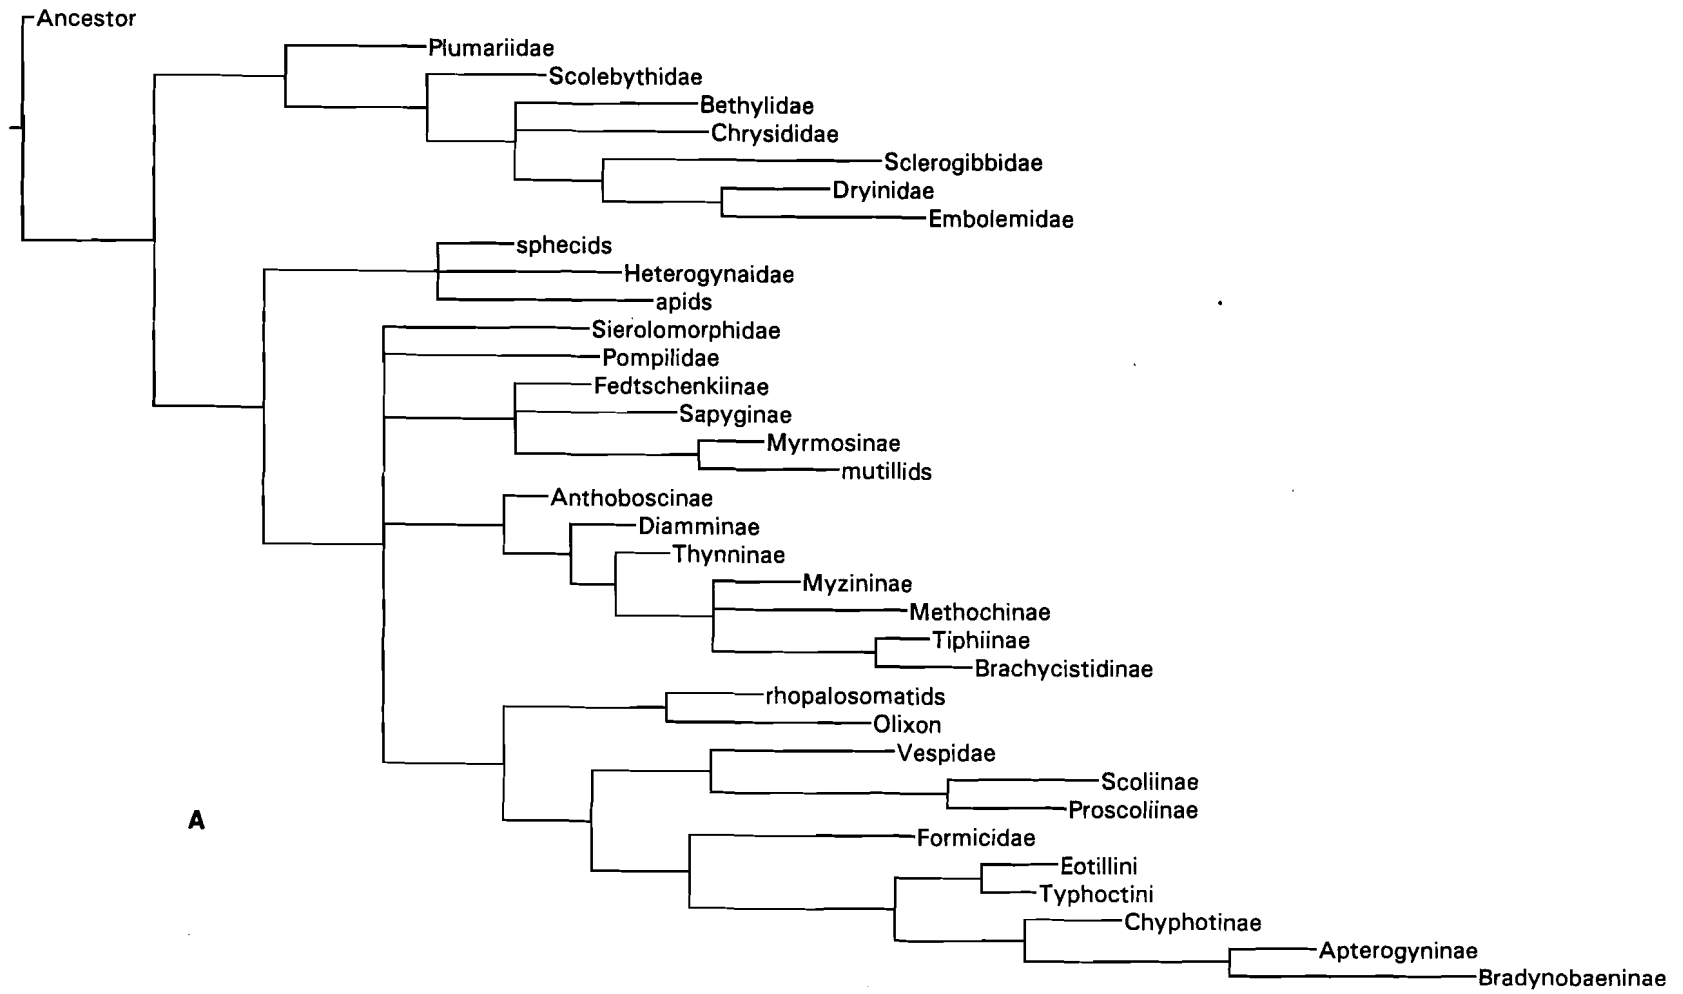 Ancestor
Plumariidae
Scolebythidae
Bethylidae
Chrysididae
Sclerogibbidae
Dryinidae
Embolemidae
sphecids
Heterogynaidae
apids
Sierolomorphidae
Pompilidae
Fedtschenkiinae
Sapyginae
Myrmosinae
mutillids
Anthoboscinae
Diamminae
Thynninae
Myzininae
Methochinae
Tiphiinae
Brachycistidinae
rhopalosomatids
Olixon
Vespidae
Scoliinae
Proscoliinae
A
Formicidae
Eotillini
Typhoctini
Chyphotinae
Apterogyninae
Bradynobaeninae